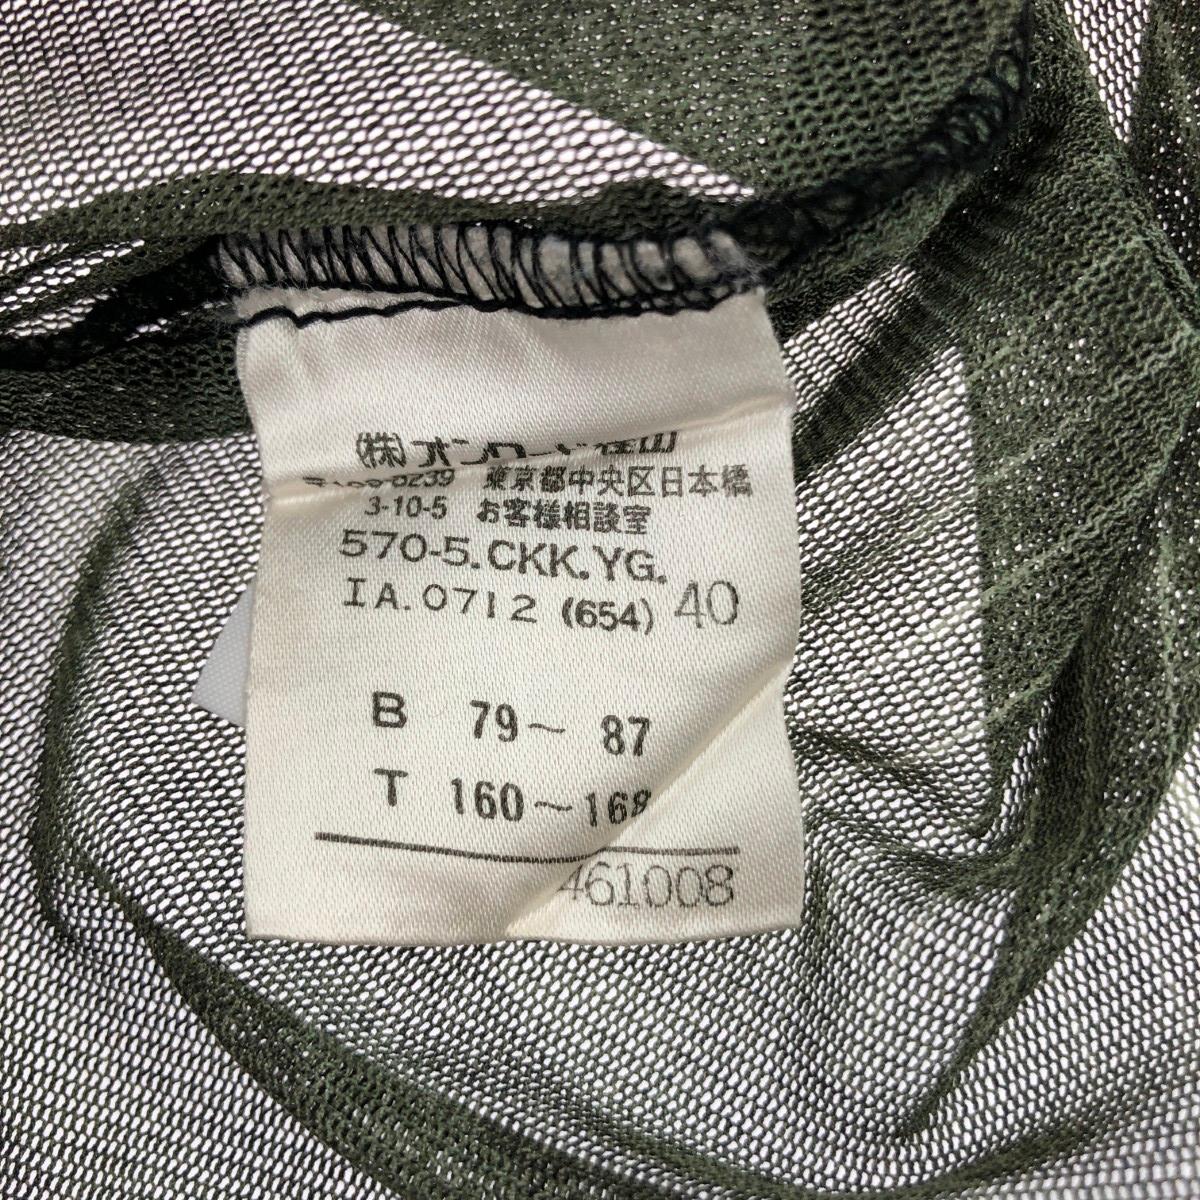 (株)オンワード樫山
東京都中央区日本橋
3-10-5 お客様相談室
570-5.CKK.YG.
IA.0712 (654) 40
B 79～ 87
T 160～168
461008